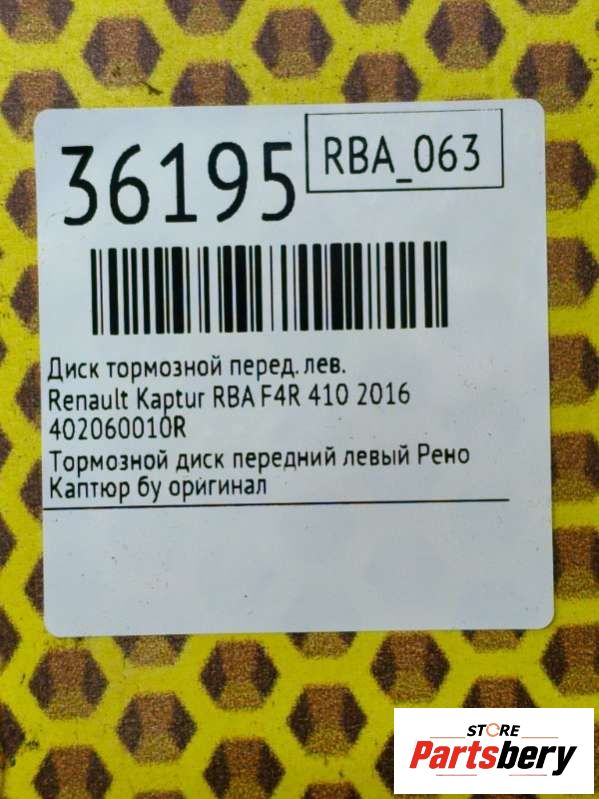 36195
RBA_063
Диск тормозной перед. лев.
Renault Kaptur RBA F4R 410 2016
402060010R
Тормозной диск передний левый Рено
Каптюр бу оригинал
STORE
Partsbery